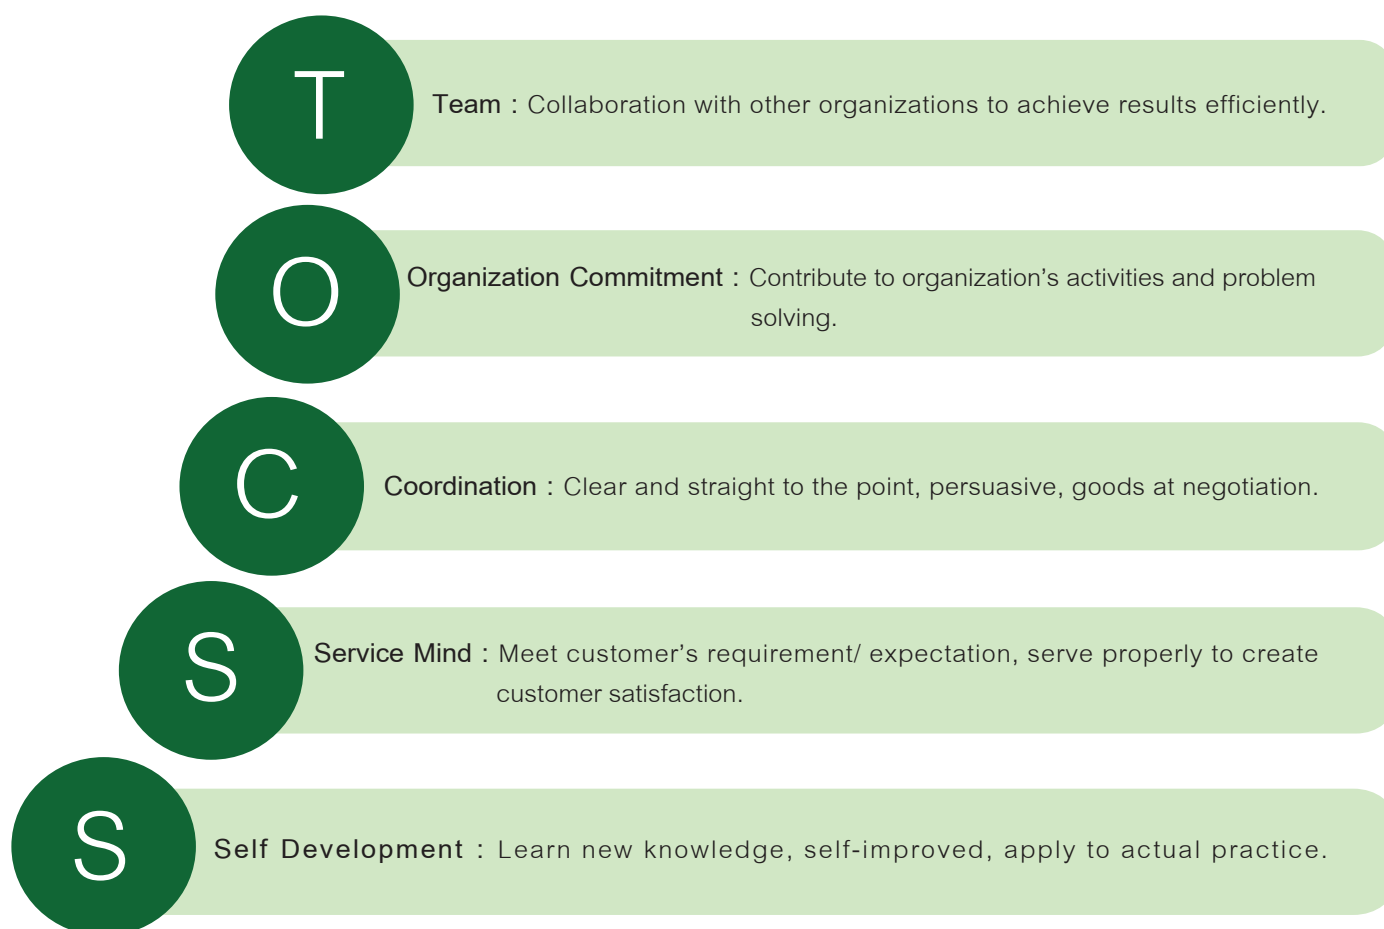 T
Team : Collaboration with other organizations to achieve results efficiently.
O
Organization Commitment : Contribute to organization’s activities and problem
solving.
C
Coordination : Clear and straight to the point, persuasive, goods at negotiation.
S
Service Mind : Meet customer’s requirement/ expectation, serve properly to create
customer satisfaction.
S
Self Development : Learn new knowledge, self-improved, apply to actual practice.